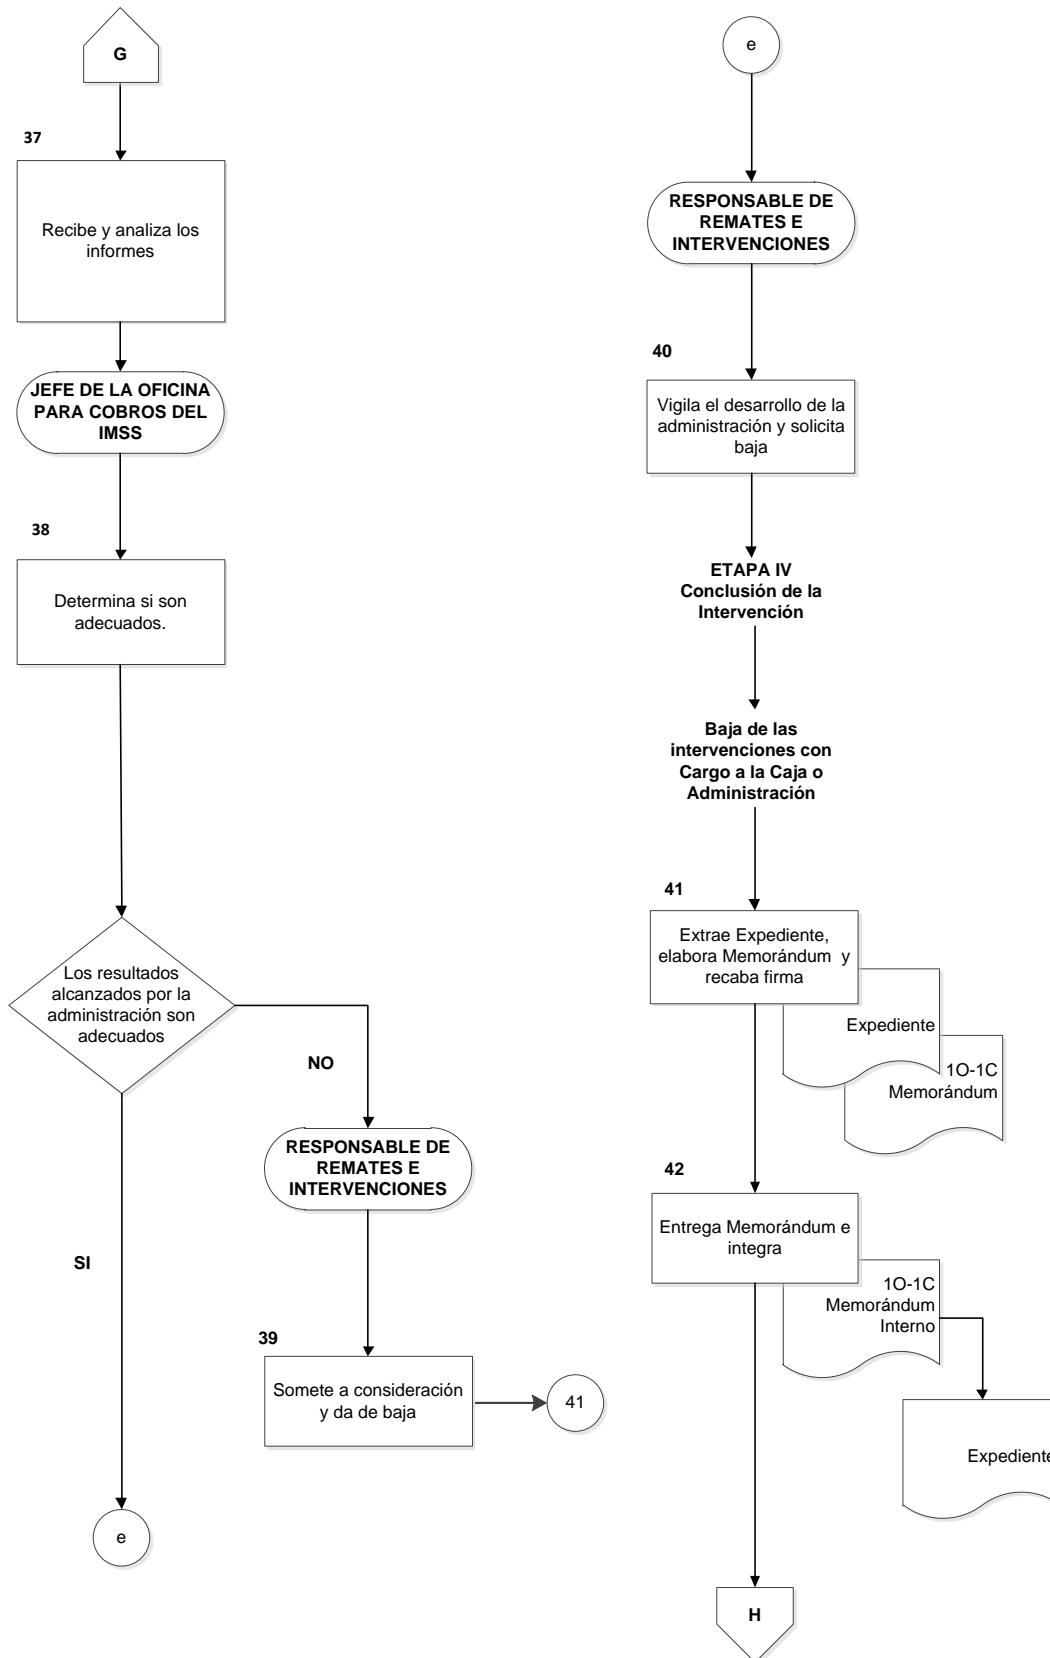 G
37
Recibe y analiza los
informes
JEFE DE LA OFICINA
PARA COBROS DEL
IMSS
38
Determina si son
adecuados.
Los resultados
alcanzados por la
administración son
adecuados
NO
SI
RESPONSABLE DE
REMATES E
INTERVENCIONES
39
Somete a consideración
y da de baja
41
e
e
RESPONSABLE DE
REMATES E
INTERVENCIONES
40
Vigila el desarrollo de la
administración y solicita
baja
ETAPA IV
Conclusión de la
Intervención
Baja de las
intervenciones con
Cargo a la Caja o
Administración
41
Extrae Expediente,
elabora Memorándum y
recaba firma
Expediente
1O-1C
Memorándum
42
Entrega Memorándum e
integra
1O-1C
Memorándum
Interno
Expediente
H